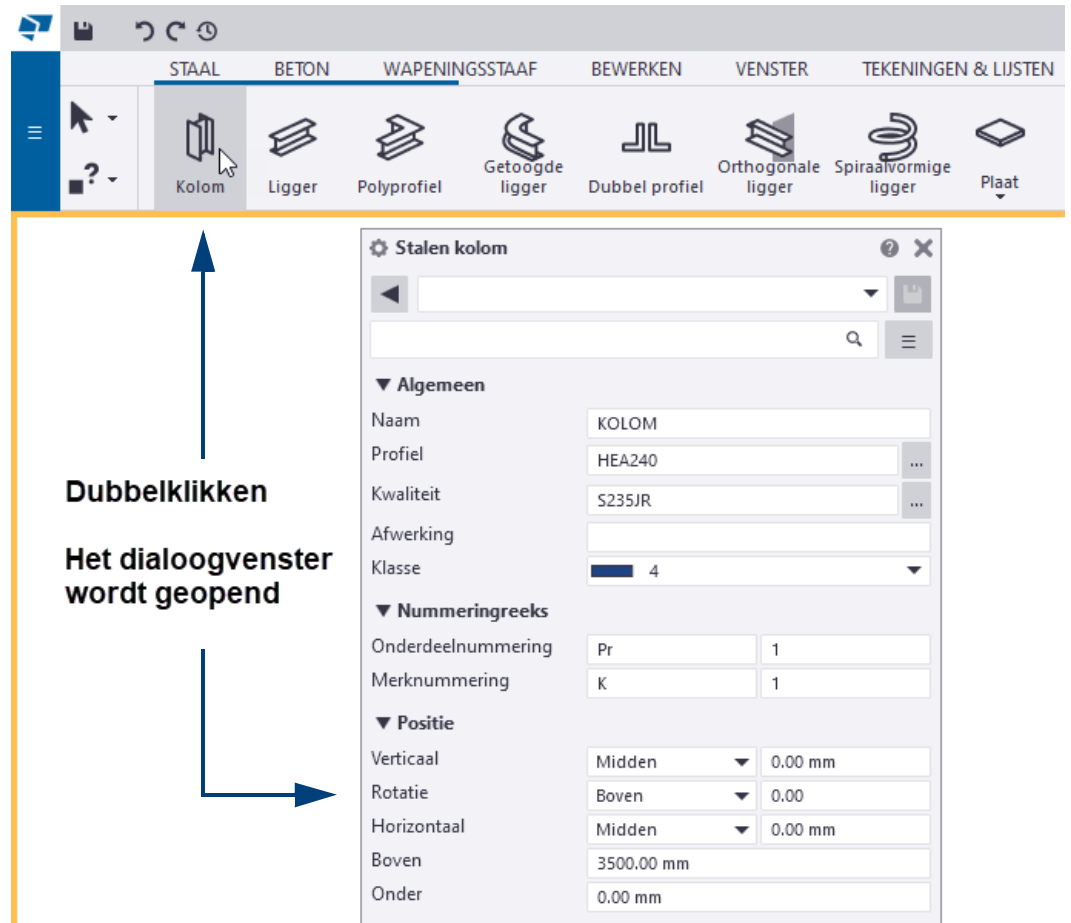 STAAL BETON WAPENINGSSTAAF BEWERKEN VENSTER TEKENINGEN & LIJSTEN
Kolom Ligger Polyprofiel Getoogde ligger Dubbel profiel Orthogonale ligger Spiraalvormige ligger Plaat
?
Stalen kolom
Algemeen
Naam KOLOM
Profiel HEA240 ...
Kwaliteit S235JR ...
Afwerking
Klasse 4
Nummeringreeks
Onderdeelnummering Pr 1
Merknummering K 1
Positie
Verticaal Midden 0.00 mm
Rotatie Boven 0.00
Horizontaal Midden 0.00 mm
Boven 3500.00 mm
Onder 0.00 mm
Dubbelklikken
Het dialoogvenster
wordt geopend